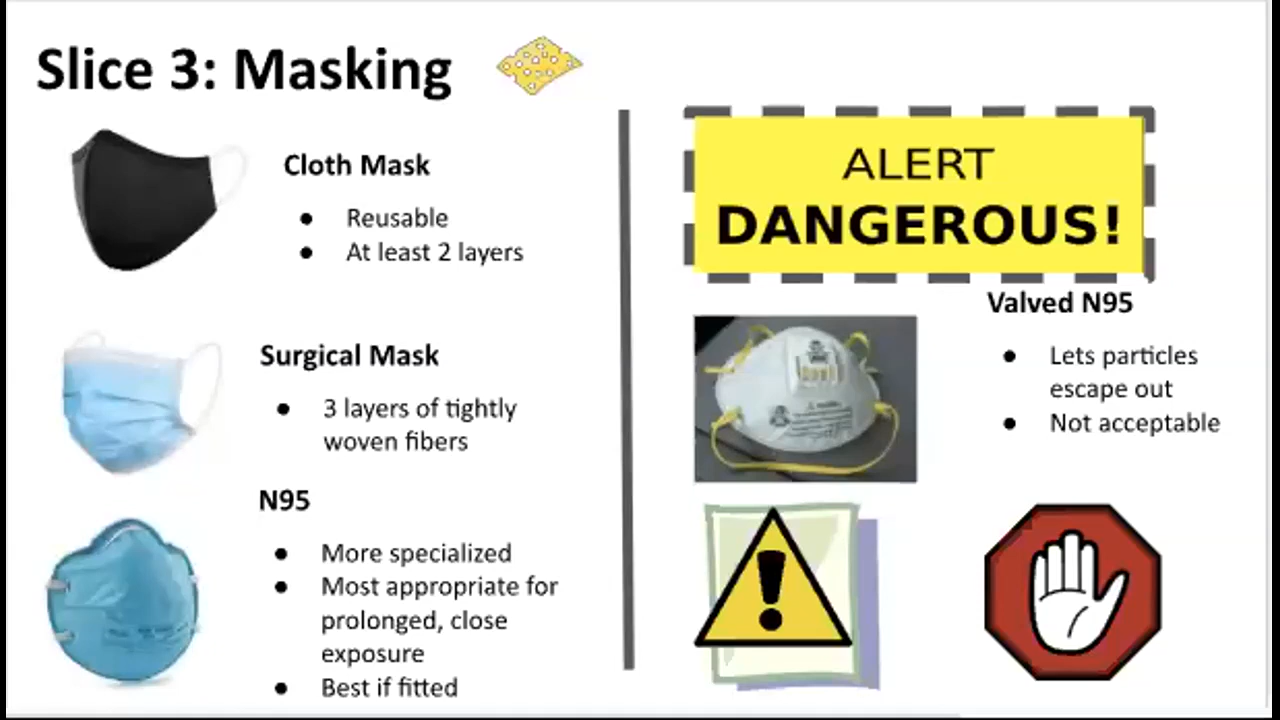 Slice 3: Masking
Cloth Mask
● Reusable
● At least 2 layers
Surgical Mask
● 3 layers of tightly
woven fibers
N95
● More specialized
● Most appropriate for
prolonged, close
exposure
● Best if fitted
ALERT
DANGEROUS!
Valved N95
● Lets particles
escape out
● Not acceptable